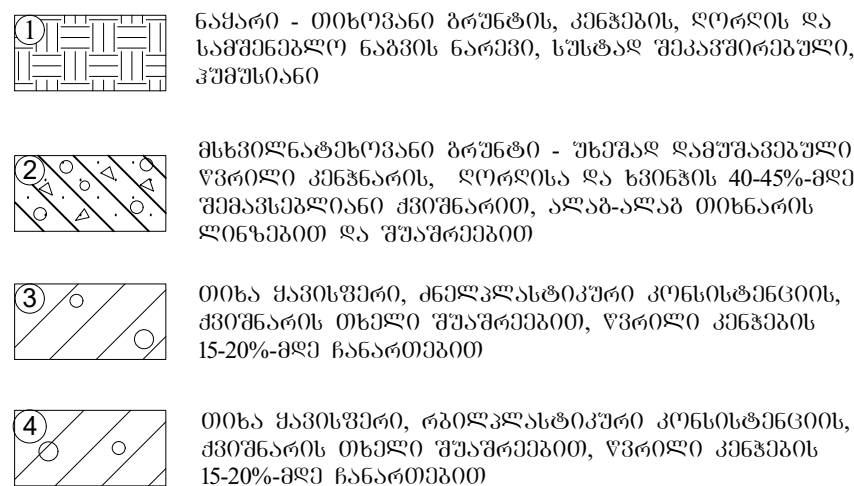 1
ნაყარი - თიხოვანი გრუნტის, კენჭების, ღორღის და
სამშენებლო ნაგვის ნარევი, სუსტად შეკავშირებული,
ჰუმუსიანი
2
მსხვილნატეხოვანი გრუნტი - უხეშად დამუშავებული
წვრილი კენჭნარის, ღორღისა და ხვინჭის 40-45%-მდე
შემავსებლიანი ქვიშნარით, ალაგ-ალაგ თიხნარის
ლინზებით და შუაშრეებით
3
თიხა ყავისფერი, ძნელპლასტიკური კონსისტენციის,
ქვიშნარის თხელი შუაშრეებით, წვრილი კენჭების
15-20%-მდე ჩანართებით
4
თიხა ყავისფერი, რბილპლასტიკური კონსისტენციის,
ქვიშნარის თხელი შუაშრეებით, წვრილი კენჭების
15-20%-მდე ჩანართებით